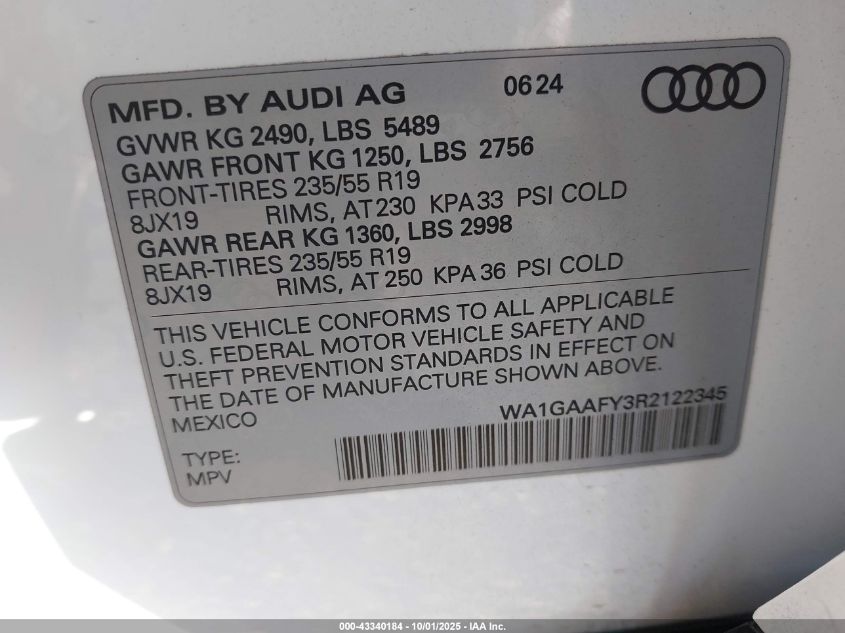 MFD. BY AUDI AG 06 24
GVWR KG 2490, LBS 5489
GAWR FRONT KG 1250, LBS 2756
FRONT-TIRES 235/55 R19
8JX19 RIMS, AT 230 KPA 33 PSI COLD
GAWR REAR KG 1360, LBS 2998
REAR-TIRES 235/55 R19
8JX19 RIMS, AT 250 KPA 36 PSI COLD
THIS VEHICLE CONFORMS TO ALL APPLICABLE
U.S. FEDERAL MOTOR VEHICLE SAFETY AND
THEFT PREVENTION STANDARDS IN EFFECT ON
THE DATE OF MANUFACTURE SHOWN ABOVE.
MEXICO WA1GAAFY3R2122345
TYPE:
MPV
000-43340184 - 10/01/2025 - IAA Inc.